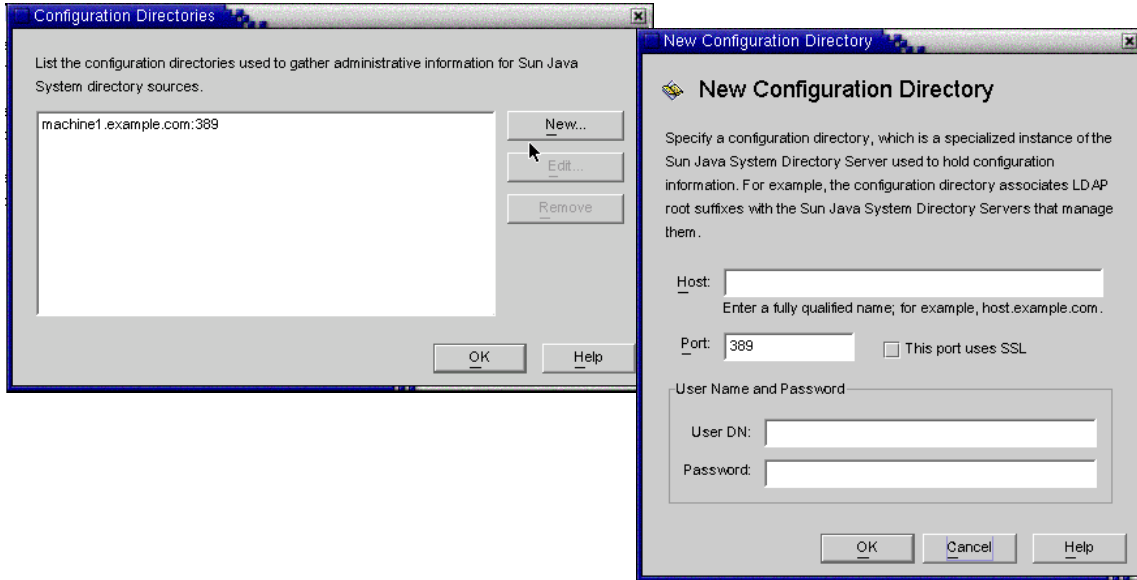 Configuration Directories
List the configuration directories used to gather administrative information for Sun Java
System directory sources.
machine1.example.com:389
New...
Edit...
Remove
OK
Help
New Configuration Directory
New Configuration Directory
Specify a configuration directory, which is a specialized instance of the
Sun Java System Directory Server used to hold configuration
information. For example, the configuration directory associates LDAP
root suffixes with the Sun Java System Directory Servers that manage
them.
Host:
Enter a fully qualified name; for example, host.example.com.
Port: 389 This port uses SSL
User Name and Password
User DN:
Password:
OK Cancel Help